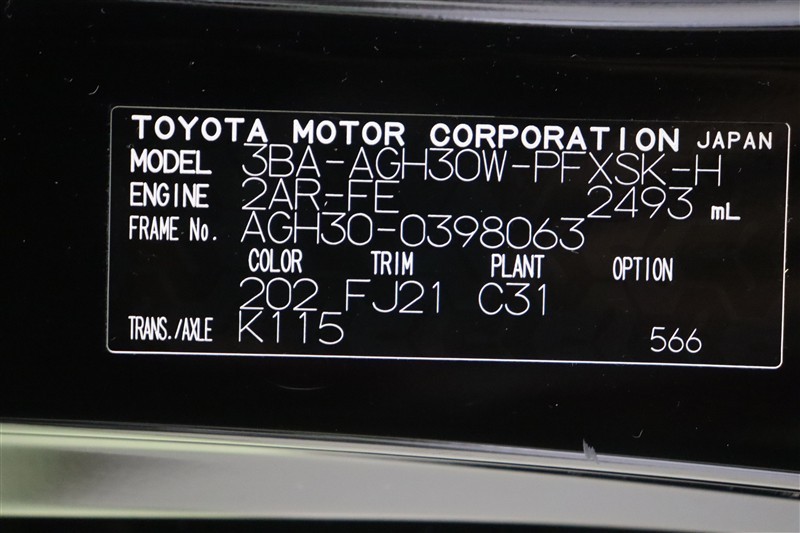 TOYOTA MOTOR CORPORATION JAPAN
MODEL 3BA-AGH30W-PFXSK-H
ENGINE 2AR-FE 2493 mL
FRAME No. AGH30-0398063
COLOR TRIM PLANT OPTION
202 FJ21 C31
TRANS./AXLE K115 566